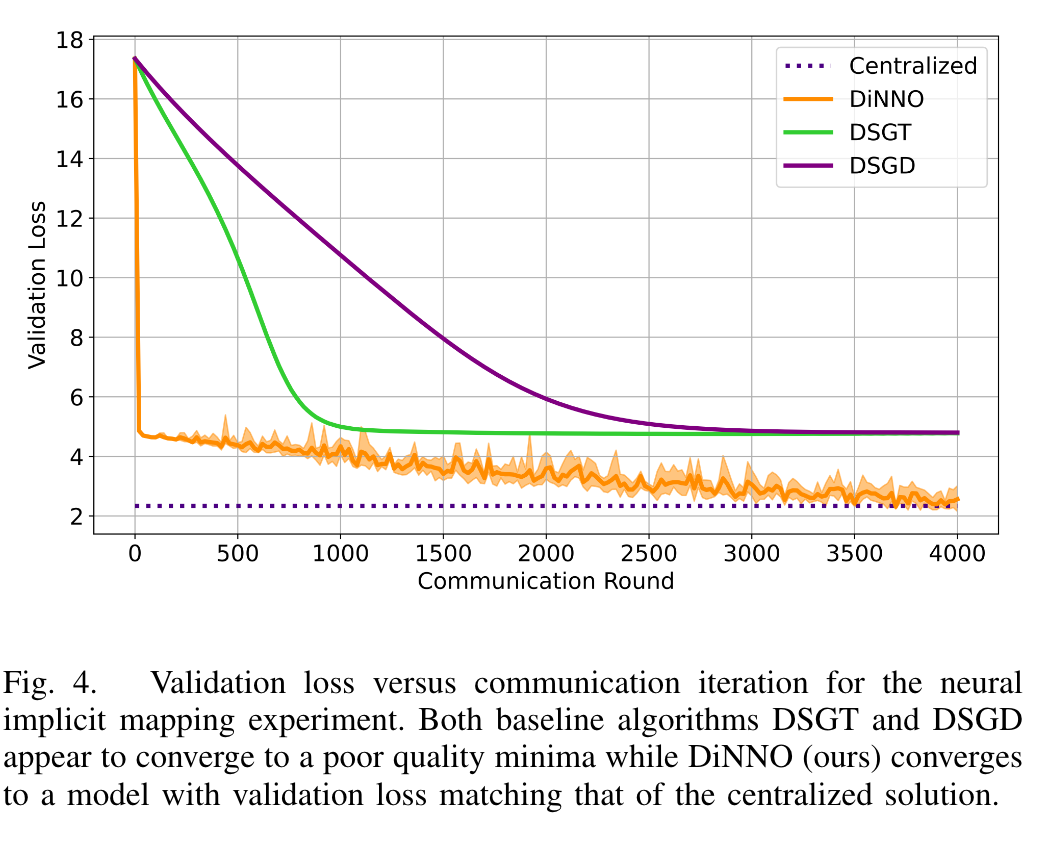 18
16
14
12
10
8
6
4
2
Validation Loss
Centralized
DiNNO
DSGT
DSGD
0 500 1000 1500 2000 2500 3000 3500 4000
Communication Round
Fig. 4. Validation loss versus communication iteration for the neural
implicit mapping experiment. Both baseline algorithms DSGT and DSGD
appear to converge to a poor quality minima while DiNNO (ours) converges
to a model with validation loss matching that of the centralized solution.